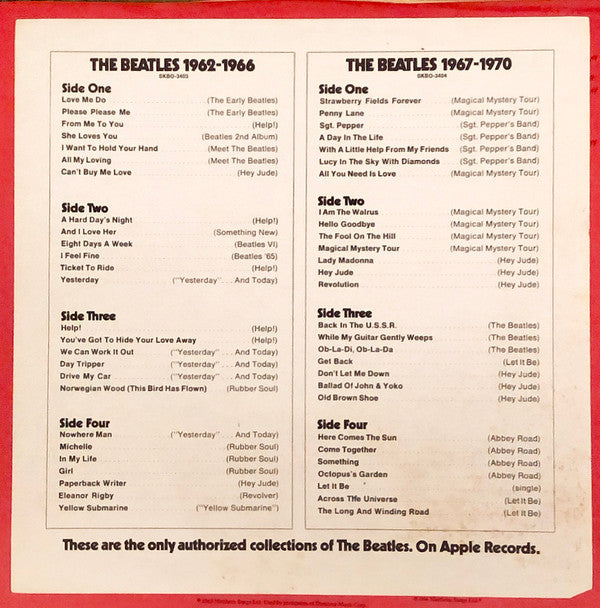 THE BEATLES 1962-1966
SKBO-3403
Side One
Love Me Do (The Early Beatles)
Please Please Me (The Early Beatles)
From Me To You (Help!)
She Loves You (Beatles 2nd Album)
I Want To Hold Your Hand (Meet The Beatles)
All My Loving (Meet The Beatles)
Can't Buy Me Love (Hey Jude)
Side Two
A Hard Day's Night (Help!)
And I Love Her (Something New)
Eight Days A Week (Beatles VI)
I Feel Fine (Beatles '65)
Ticket To Ride (Help!)
Yesterday ("Yesterday" . . . And Today)
Side Three
Help! (Help!)
You've Got To Hide Your Love Away (Help!)
We Can Work It Out ("Yesterday" . . . And Today)
Day Tripper ("Yesterday" . . . And Today)
Drive My Car ("Yesterday" . . . And Today)
Norwegian Wood (This Bird Has Flown) (Rubber Soul)
Side Four
Nowhere Man ("Yesterday" . . . And Today)
Michelle (Rubber Soul)
In My Life (Rubber Soul)
Girl (Rubber Soul)
Paperback Writer (Hey Jude)
Eleanor Rigby (Revolver)
Yellow Submarine ("Yellow Submarine")
THE BEATLES 1967-1970
SKBO-3404
Side One
Strawberry Fields Forever (Magical Mystery Tour)
Penny Lane (Magical Mystery Tour)
Sgt. Pepper (Sgt. Pepper's Band)
A Day In The Life (Sgt. Pepper's Band)
With A Little Help From My Friends (Sgt. Pepper's Band)
Lucy In The Sky With Diamonds (Sgt. Pepper's Band)
All You Need Is Love (Magical Mystery Tour)
Side Two
I Am The Walrus (Magical Mystery Tour)
Hello Goodbye (Magical Mystery Tour)
The Fool On The Hill (Magical Mystery Tour)
Magical Mystery Tour (Magical Mystery Tour)
Lady Madonna (Hey Jude)
Hey Jude (Hey Jude)
Revolution (Hey Jude)
Side Three
Back In The U.S.S.R. (The Beatles)
While My Guitar Gently Weeps (The Beatles)
Ob-La-Di, Ob-La-Da (The Beatles)
Get Back (Let It Be)
Don't Let Me Down (Hey Jude)
Ballad Of John & Yoko (Hey Jude)
Old Brown Shoe (Hey Jude)
Side Four
Here Comes The Sun (Abbey Road)
Come Together (Abbey Road)
Something (Abbey Road)
Octopus's Garden (Abbey Road)
Let It Be (single)
Across The Universe (Let It Be)
The Long And Winding Road (Let It Be)
These are the only authorized collections of The Beatles. On Apple Records.